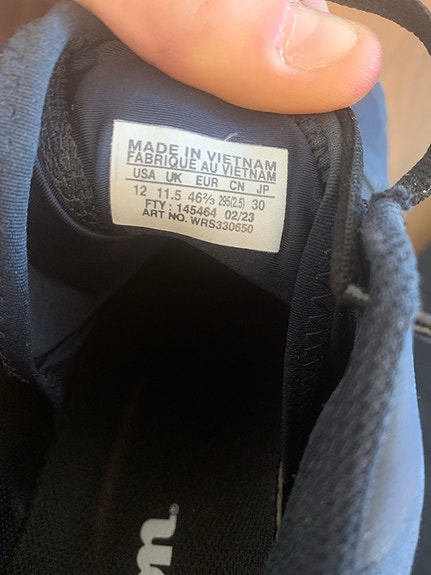 MADE IN VIETNAM
FABRIQUE AU VIETNAM
USA UK EUR CN JP
12 11.5 46⅔ 295(2.5) 30
FTY : 145464 02/23
ART NO. WRS330650
on®